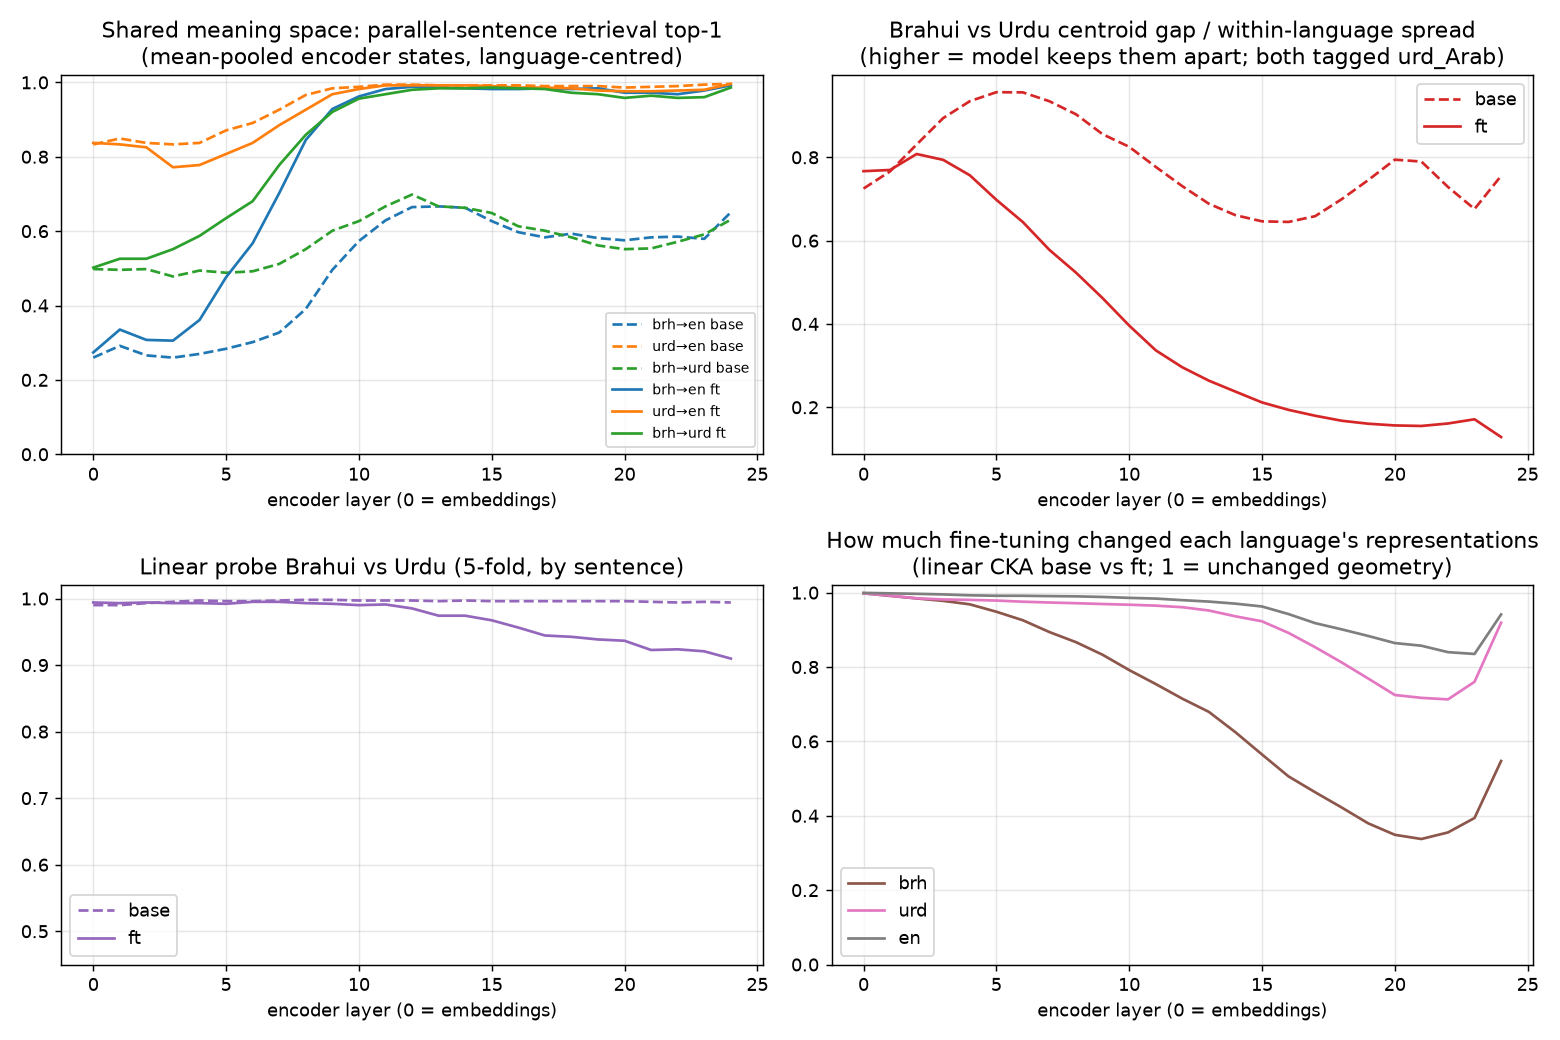 Shared meaning space: parallel-sentence retrieval top-1
(mean-pooled encoder states, language-centred)
1.0
0.8
0.6
0.4
0.2
0.0
brh→en base
urd→en base
brh→urd base
brh→en ft
urd→en ft
brh→urd ft
0 5 10 15 20 25
encoder layer (0 = embeddings)
Brahui vs Urdu centroid gap / within-language spread
(higher = model keeps them apart; both tagged urd_Arab)
0.8
0.6
0.4
0.2
base
ft
0 5 10 15 20 25
encoder layer (0 = embeddings)
Linear probe Brahui vs Urdu (5-fold, by sentence)
1.0
0.9
0.8
0.7
0.6
0.5
base
ft
0 5 10 15 20 25
encoder layer (0 = embeddings)
How much fine-tuning changed each language's representations
(linear CKA base vs ft; 1 = unchanged geometry)
1.0
0.8
0.6
0.4
0.2
0.0
brh
urd
en
0 5 10 15 20 25
encoder layer (0 = embeddings)